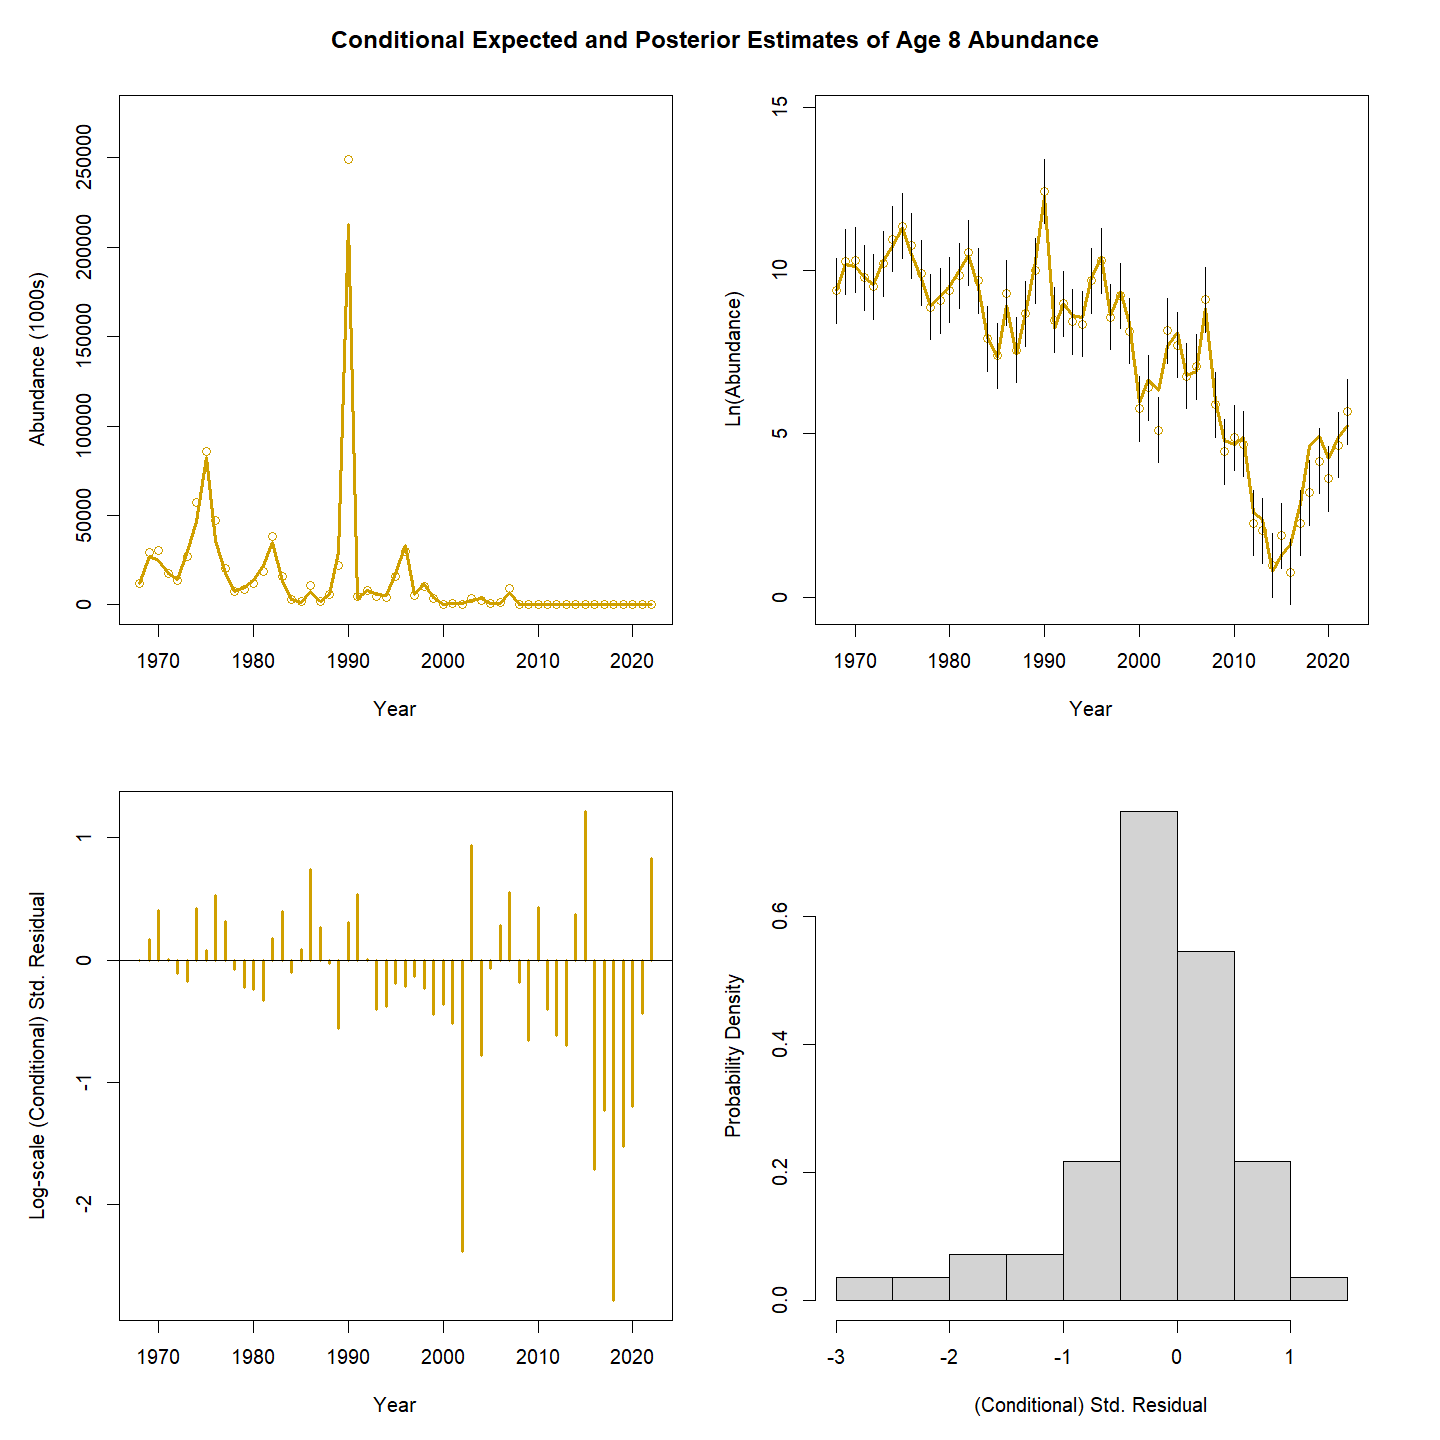 Conditional Expected and Posterior Estimates of Age 8 Abundance
Abundance (1000s)
250000
200000
150000
100000
50000
0
1970 1980 1990 2000 2010 2020
Year
Ln(Abundance)
15
10
5
0
1970 1980 1990 2000 2010 2020
Year
Log-scale (Conditional) Std. Residual
1
0
-1
-2
1970 1980 1990 2000 2010 2020
Year
Probability Density
0.6
0.4
0.2
0.0
-3 -2 -1 0 1
(Conditional) Std. Residual